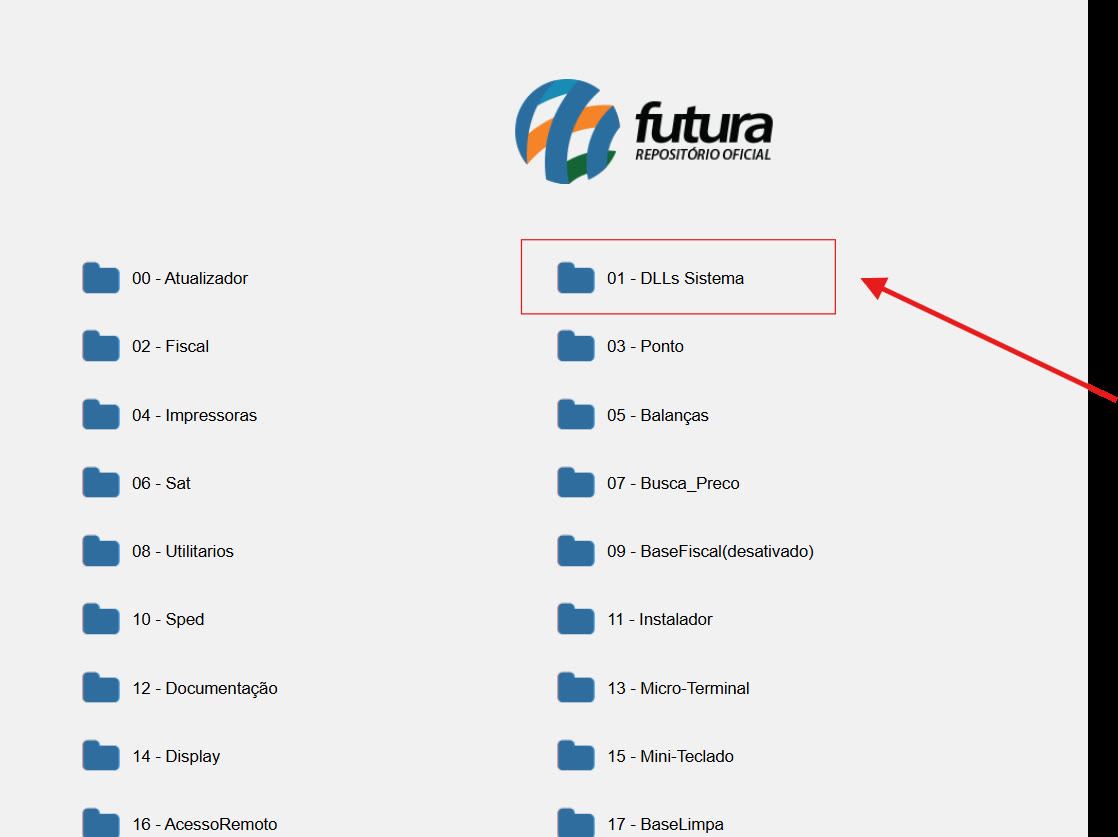 futura
REPOSITÓRIO OFICIAL
00 - Atualizador
01 - DLLs Sistema
02 - Fiscal
03 - Ponto
04 - Impressoras
05 - Balanças
06 - Sat
07 - Busca_Preco
08 - Utilitarios
09 - BaseFiscal(desativado)
10 - Sped
11 - Instalador
12 - Documentação
13 - Micro-Terminal
14 - Display
15 - Mini-Teclado
16 - AcessoRemoto
17 - BaseLimpa